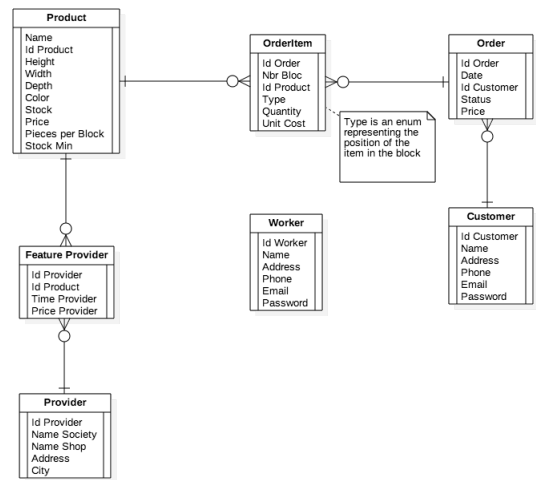 Product
Name
Id Product
Height
Width
Depth
Color
Stock
Price
Pieces per Block
Stock Min
OrderItem
Id Order
Nbr Bloc
Id Product
Type
Quantity
Unit Cost
Order
Id Order
Date
Id Customer
Status
Price
Type is an enum
representing the
position of the
item in the block
Feature Provider
Id Provider
Id Product
Time Provider
Price Provider
Worker
Id Worker
Name
Address
Phone
Email
Password
Customer
Id Customer
Name
Address
Phone
Email
Password
Provider
Id Provider
Name Society
Name Shop
Address
City